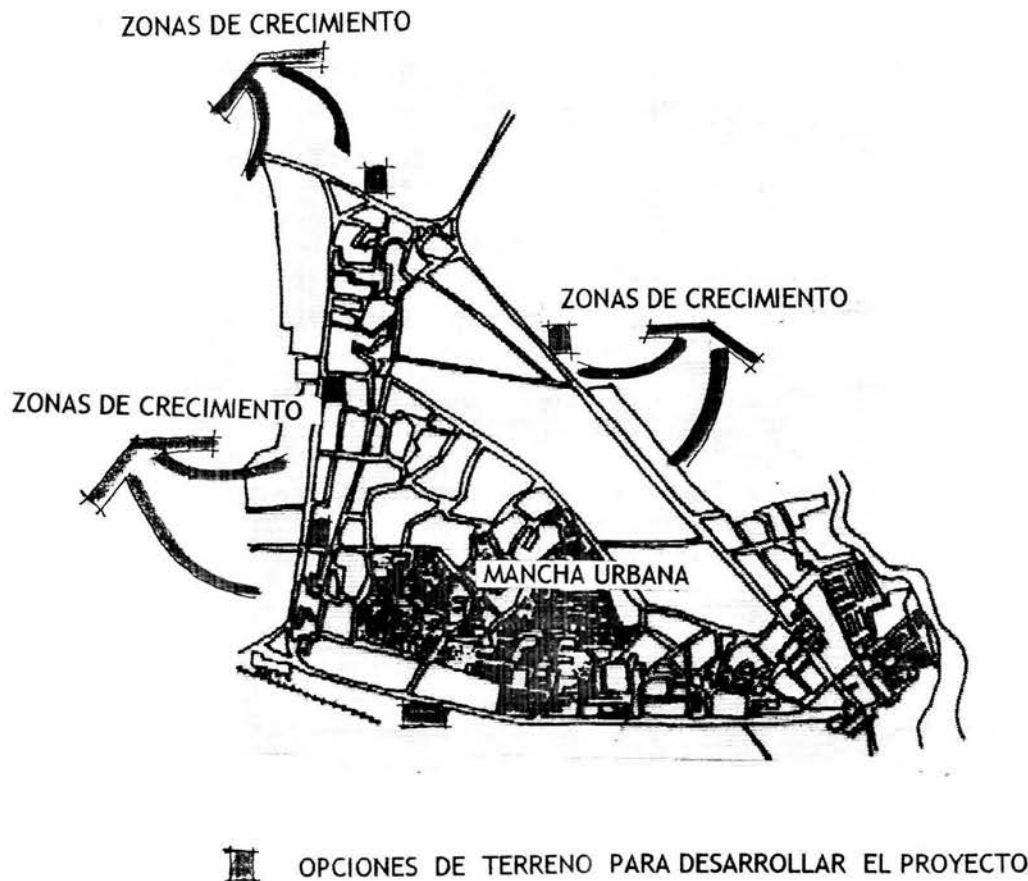 ZONAS DE CRECIMIENTO
ZONAS DE CRECIMIENTO
ZONAS DE CRECIMIENTO
MANCHA URBANA
OPCIONES DE TERRENO PARA DESARROLLAR EL PROYECTO